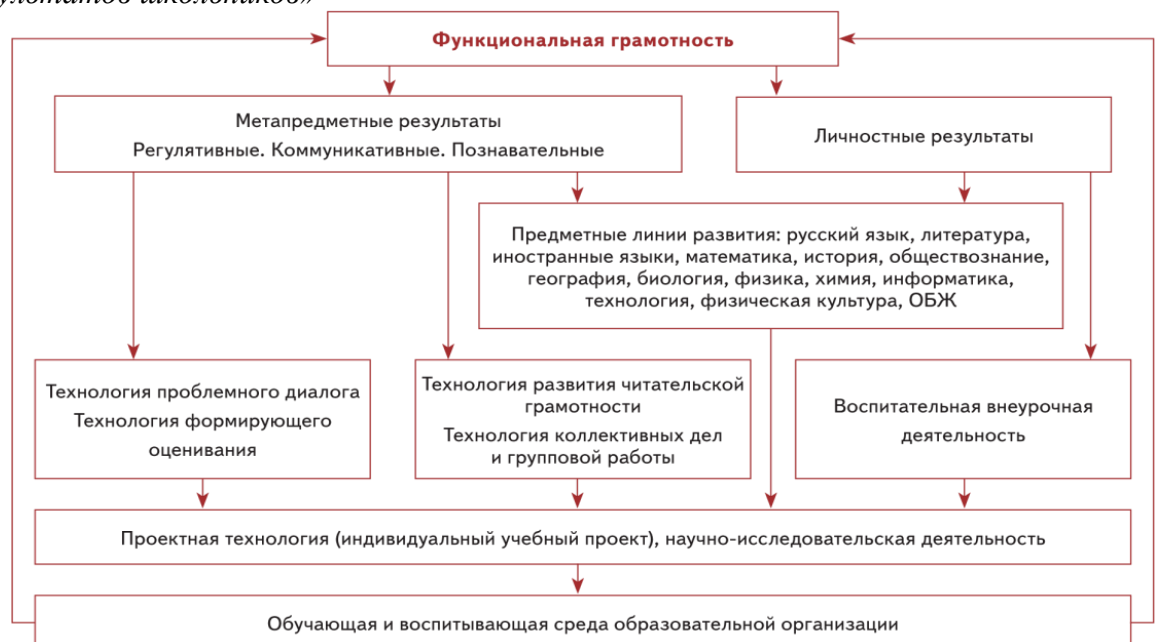 Функциональная грамотность
Метапредметные результаты
Регулятивные. Коммуникативные. Познавательные
Личностные результаты
Предметные линии развития: русский язык, литература,
иностранные языки, математика, история, обществознание,
география, биология, физика, химия, информатика,
технология, физическая культура, ОБЖ
Технология проблемного диалога
Технология формирующего
оценивания
Технология развития читательской
грамотности
Технология коллективных дел
и групповой работы
Воспитательная внеурочная
деятельность
Проектная технология (индивидуальный учебный проект), научно-исследовательская деятельность
Обучающая и воспитывающая среда образовательной организации